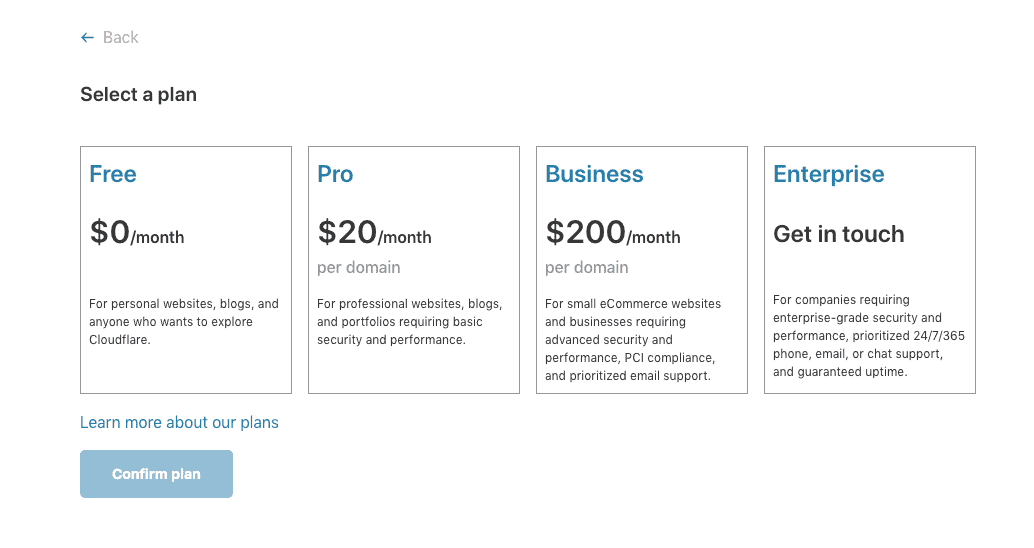 ← Back
Select a plan
Free
$0/month
For personal websites, blogs, and
anyone who wants to explore
Cloudflare.
Pro
$20/month
per domain
For professional websites, blogs,
and portfolios requiring basic
security and performance.
Business
$200/month
per domain
For small eCommerce websites
and businesses requiring
advanced security and
performance, PCI compliance,
and prioritized email support.
Enterprise
Get in touch
For companies requiring
enterprise-grade security and
performance, prioritized 24/7/365
phone, email, or chat support,
and guaranteed uptime.
Learn more about our plans
Confirm plan